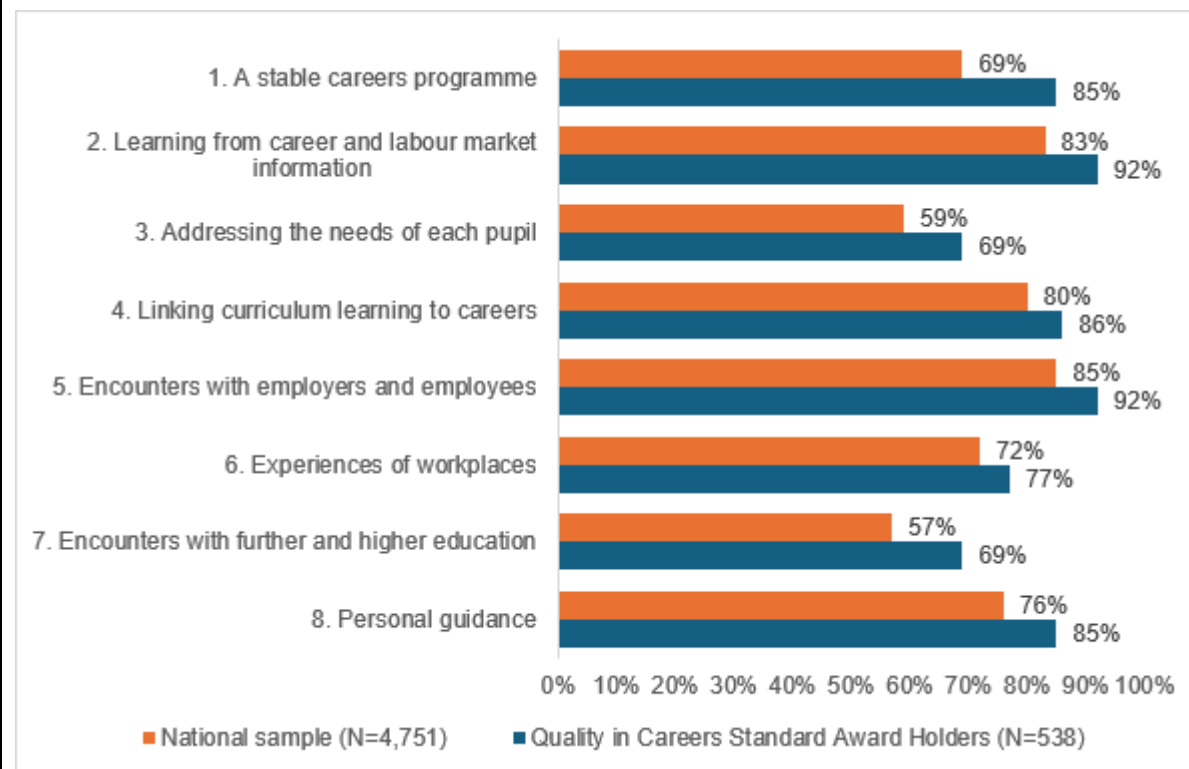 1. A stable careers programme
69%
85%
2. Learning from career and labour market
information
83%
92%
3. Addressing the needs of each pupil
59%
69%
4. Linking curriculum learning to careers
80%
86%
5. Encounters with employers and employees
85%
92%
6. Experiences of workplaces
72%
77%
7. Encounters with further and higher education
57%
69%
8. Personal guidance
76%
85%
0% 10% 20% 30% 40% 50% 60% 70% 80% 90% 100%
National sample (N=4,751) Quality in Careers Standard Award Holders (N=538)